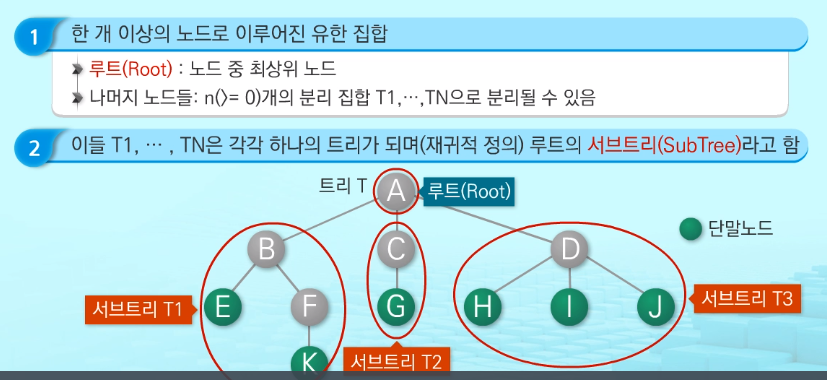 1 한 개 이상의 노드로 이루어진 유한 집합
루트(Root) : 노드 중 최상위 노드
나머지 노드들: n(>= 0)개의 분리 집합 T1,…,TN으로 분리될 수 있음
2 이들 T1, … , TN은 각각 하나의 트리가 되며(재귀적 정의) 루트의 서브트리(SubTree)라고 함
트리 T A 루트(Root)
단말노드
B C D
서브트리 T1 E F G H I J 서브트리 T3
K 서브트리 T2